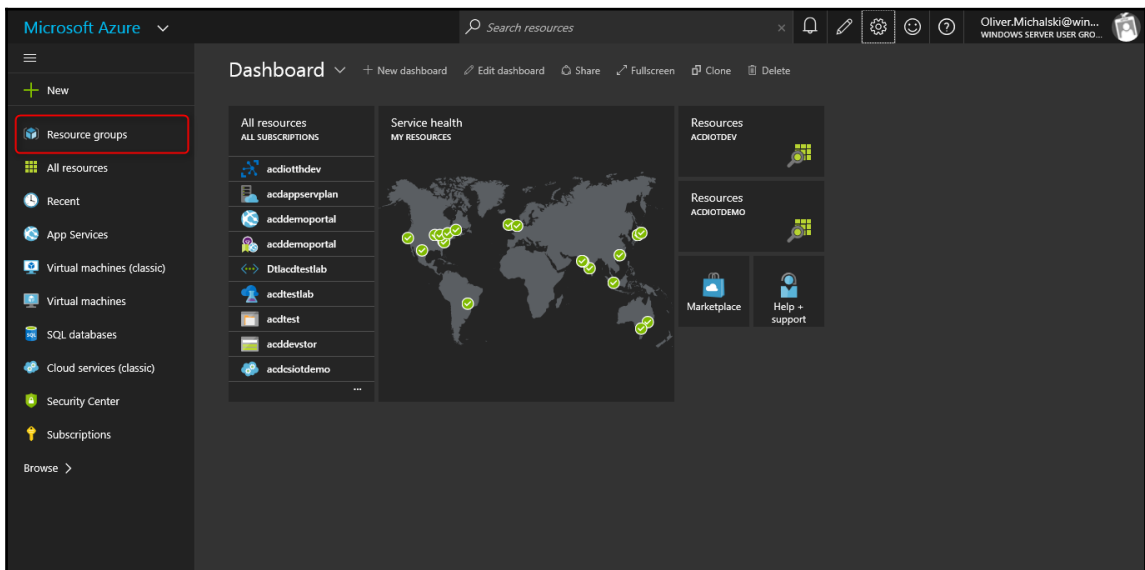 Microsoft Azure
Search resources
Oliver.Michalski@win...
WINDOWS SERVER USER GRO...
New
Resource groups
All resources
Recent
App Services
Virtual machines (classic)
Virtual machines
SQL databases
Cloud services (classic)
Security Center
Subscriptions
Browse
Dashboard
New dashboard
Edit dashboard
Share
Fullscreen
Clone
Delete
All resources
ALL SUBSCRIPTIONS
acdiotthdev
acdappservplan
acddemoportal
acddemoportal
Dtlacdtestlab
acdtestlab
acdtest
acddevstor
acdcsiotdemo
...
Service health
MY RESOURCES
Resources
ACDIOTDEV
Resources
ACDIOTDEMO
Marketplace
Help +
support